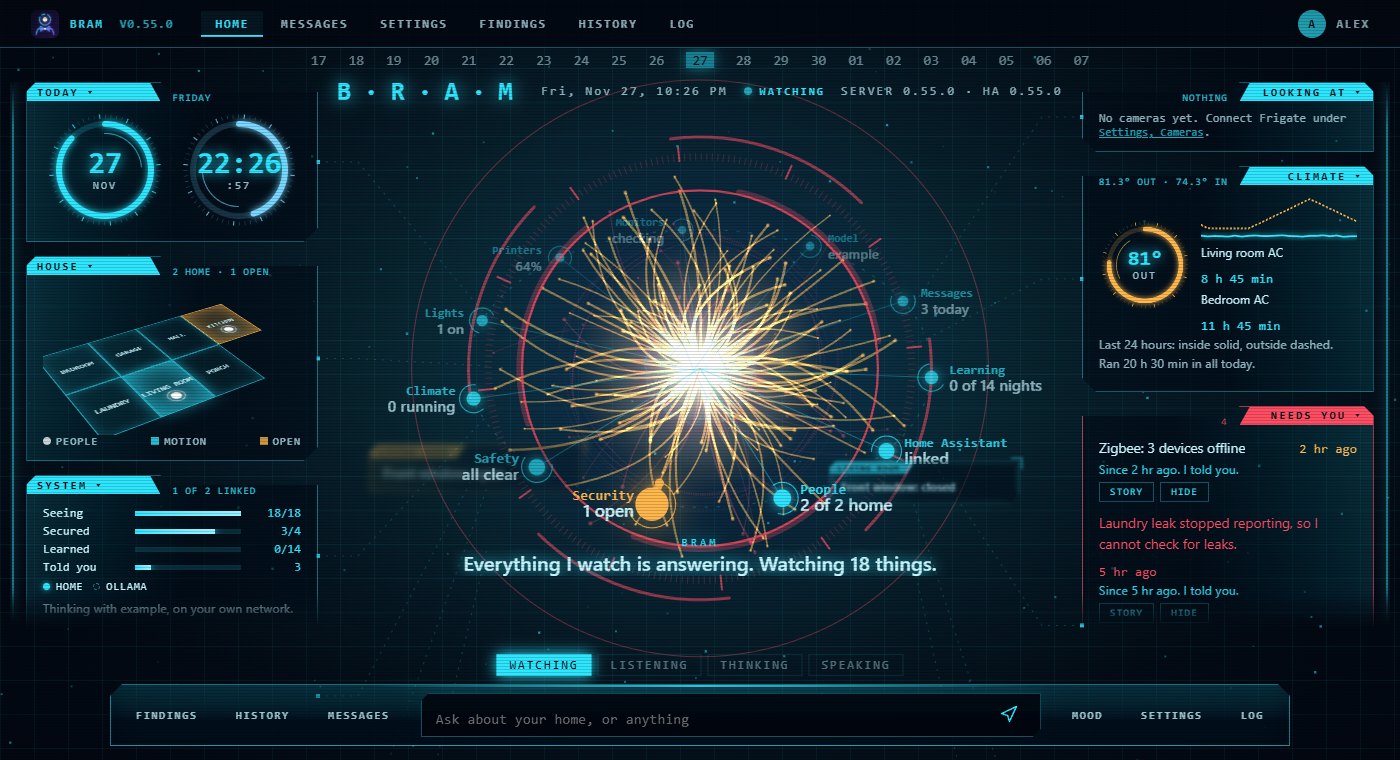 BRAM V0.55.0 HOME MESSAGES SETTINGS FINDINGS HISTORY LOG A ALEX
17 18 19 20 21 22 23 24 25 26 27 28 29 30 01 02 03 04 05 '06 07
B · R · A · M Fri, Nov 27, 10:26 PM WATCHING SERVER 0.55.0 · HA 0.55.0
TODAY
FRIDAY
27
NOV
22:26
:57
HOUSE
2 HOME · 1 OPEN
BEDROOM
GARAGE
HALL
KITCHEN
LAUNDRY
LIVING ROOM
PORCH
PEOPLE MOTION OPEN
SYSTEM
1 OF 2 LINKED
Seeing 18/18
Secured 3/4
Learned 0/14
Told you 3
HOME OLLAMA
Thinking with example, on your own network.
Monitors
checking
Model
example
Printers
64%
Messages
3 today
Lights
1 on
Learning
0 of 14 nights
Climate
0 running
Home Assistant
linked
Safety
all clear
Front window: closed
Security
1 open
People
2 of 2 home
BRAM
Everything I watch is answering. Watching 18 things.
NOTHING
LOOKING AT
No cameras yet. Connect Frigate under
Settings, Cameras.
CLIMATE
81.3° OUT · 74.3° IN
81°
OUT
Living room AC
8 h 45 min
Bedroom AC
11 h 45 min
Last 24 hours: inside solid, outside dashed.
Ran 20 h 30 min in all today.
NEEDS YOU
4
Zigbee: 3 devices offline 2 hr ago
Since 2 hr ago. I told you.
STORY HIDE
Laundry leak stopped reporting, so I
cannot check for leaks.
5 hr ago
Since 5 hr ago. I told you.
STORY HIDE
WATCHING LISTENING THINKING SPEAKING
FINDINGS HISTORY MESSAGES Ask about your home, or anything MOOD SETTINGS LOG